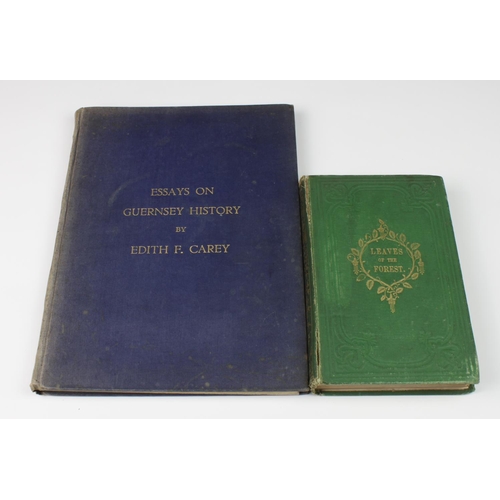 ESSAYS ON
GUERNSEY HISTORY
BY
EDITH F. CAREY
LEAVES
OF THE
FOREST.